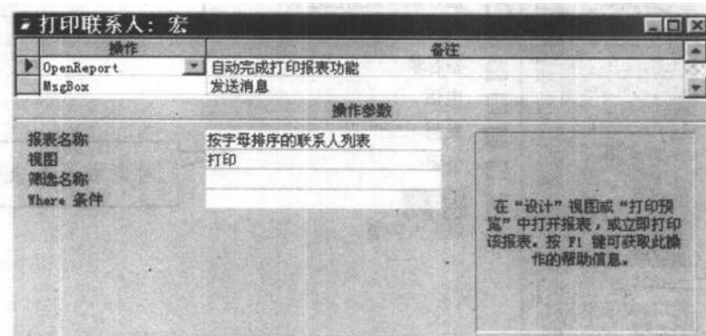 打印联系人: 宏
操作 备注
OpenReport 自动完成打印报表功能
MsgBox 发送消息
操作参数
报表名称 按字母排序的联系人列表
视图 打印
筛选名称
Where 条件
在“设计”视图或“打印预
览”中打开报表，或立即打印
该报表。按 F1 键可获取此操
作的帮助信息。